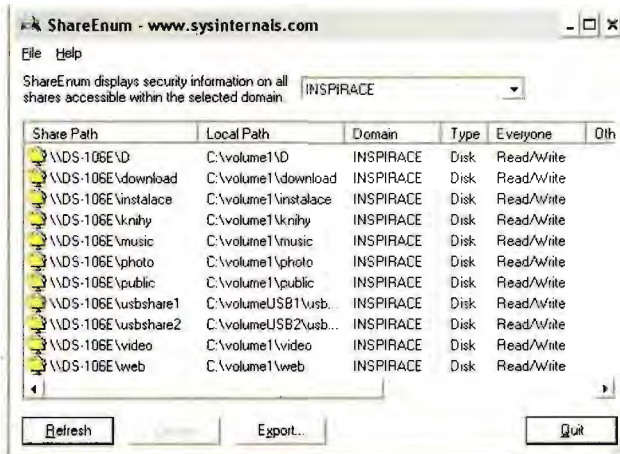 ShareEnum - www.sysinternals.com
File Help
ShareEnum displays security information on all
shares accessible within the selected domain
INSPIRACE
Share Path Local Path Domain Type Everyone Oth
\\DS-106E\D C:\volume1\D INSPIRACE Disk Read/Write
\\DS-106E\download C:\volume1\download INSPIRACE Disk Read/Write
\\DS-106E\instalace C:\volume1\instalace INSPIRACE Disk Read/Write
\\DS-106E\knihy C:\volume1\knihy INSPIRACE Disk Read/Write
\\DS-106E\music C:\volume1\music INSPIRACE Disk Read/Write
\\DS-106E\photo C:\volume1\photo INSPIRACE Disk Read/Write
\\DS-106E\public C:\volume1\public INSPIRACE Disk Read/Write
\\DS-106E\usbshare1 C:\volumeUSB1\usb... INSPIRACE Disk Read/Write
\\DS-106E\usbshare2 C:\volumeUSB2\usb... INSPIRACE Disk Read/Write
\\DS-106E\video C:\volume1\video INSPIRACE Disk Read/Write
\\DS-106E\web C:\volume1\web INSPIRACE Disk Read/Write
Refresh Export... Quit